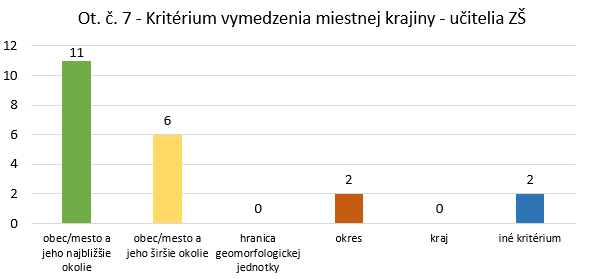 Ot. č. 7 - Kritérium vymedzenia miestnej krajiny - učitelia ZŠ
12
10
8
6
4
2
0
11
6
0
2
0
2
obec/mesto a
jeho najbližšie
okolie
obec/mesto a
jeho širšie okolie
hranica
geomorfologickej
jednotky
okres
kraj
iné kritérium